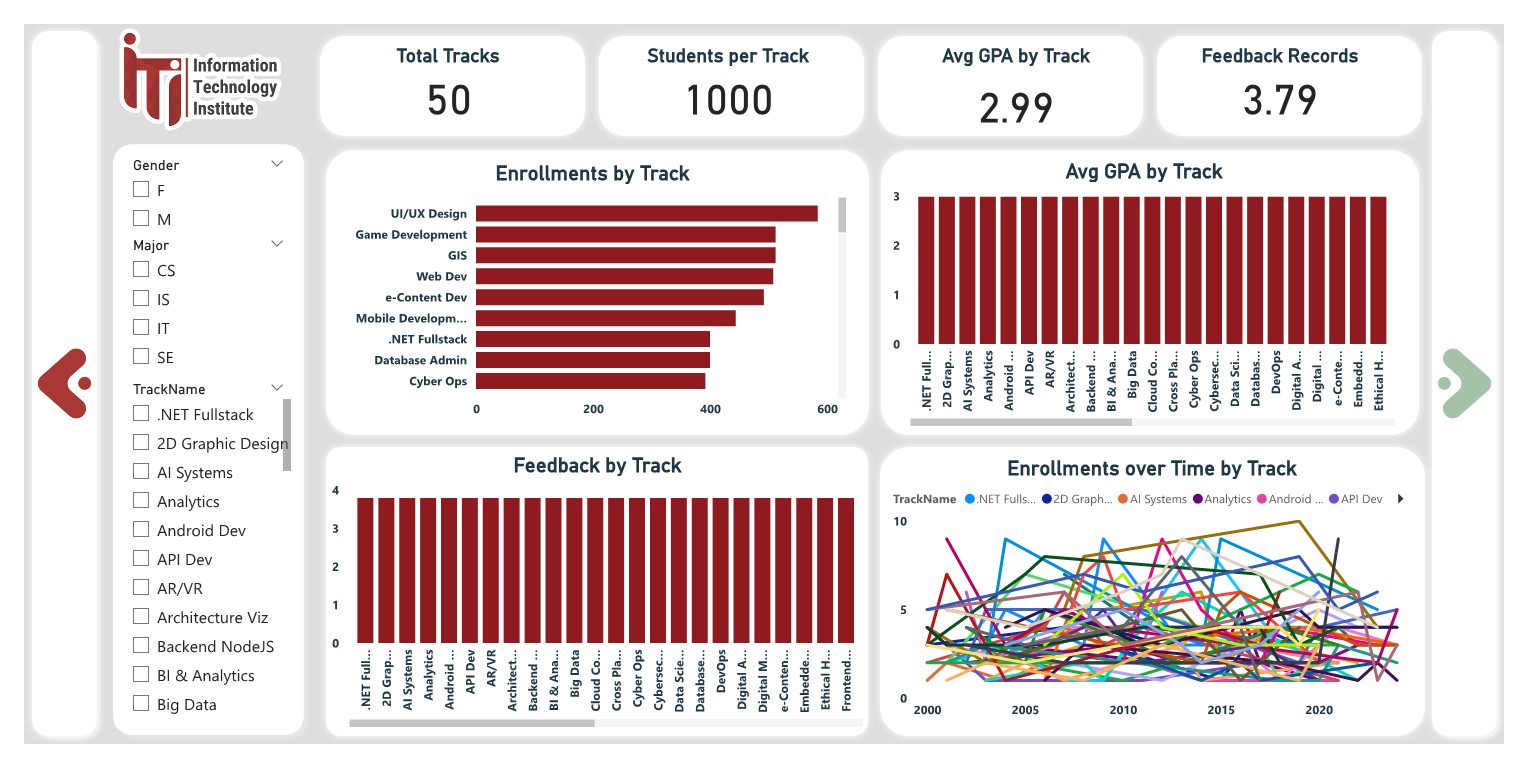 iTi
Information
Technology
Institute
Total Tracks
50
Students per Track
1000
Avg GPA by Track
2.99
Feedback Records
3.79
Gender
F
M
Major
CS
IS
IT
SE
TrackName
.NET Fullstack
2D Graphic Design
AI Systems
Analytics
Android Dev
API Dev
AR/VR
Architecture Viz
Backend NodeJS
BI & Analytics
Big Data
Enrollments by Track
UI/UX Design
Game Development
GIS
Web Dev
e-Content Dev
Mobile Developm...
.NET Fullstack
Database Admin
Cyber Ops
0 200 400 600
Avg GPA by Track
3
2
1
0
.NET Full...
2D Grap...
AI Systems
Analytics
Android ...
API Dev
AR/VR
Architect...
Backend ...
BI & Ana...
Big Data
Cloud Co...
Cross Pla...
Cyber Ops
Cybersec...
Data Sci...
Databas...
DevOps
Digital A...
Digital ...
e-Conte...
Embedd...
Ethical H...
Feedback by Track
4
3
2
1
0
.NET Full...
2D Grap...
AI Systems
Analytics
Android ...
API Dev
AR/VR
Architect...
Backend ...
BI & Ana...
Big Data
Cloud Co...
Cross Pla...
Cyber Ops
Cybersec...
Data Scie...
Database...
DevOps
Digital A...
Digital M...
e-Conten...
Embedde...
Ethical H...
Frontend...
Enrollments over Time by Track
TrackName .NET Fulls... 2D Graph... AI Systems Analytics Android ... API Dev
10
5
0
2000 2005 2010 2015 2020